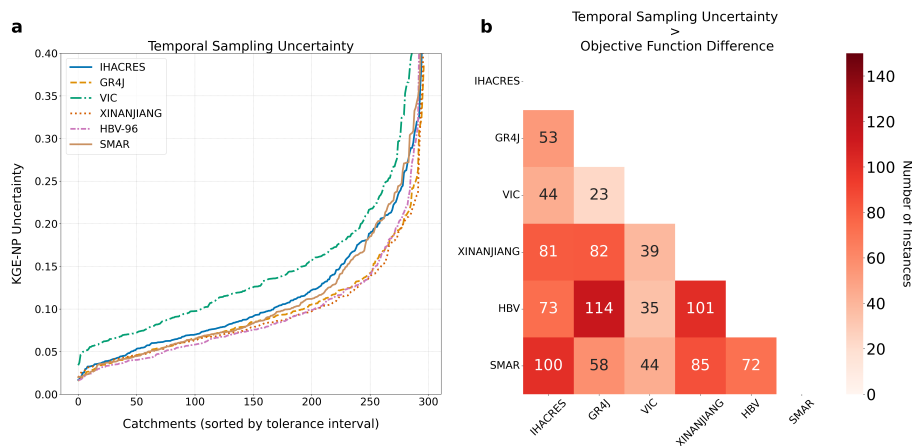 a
Temporal Sampling Uncertainty
KGE-NP Uncertainty
0.40
0.35
0.30
0.25
0.20
0.15
0.10
0.05
0.00
IHACRES
GR4J
VIC
XINANJIANG
HBV-96
SMAR
0
50
100
150
200
250
300
Catchments (sorted by tolerance interval)
b
Temporal Sampling Uncertainty
>
Objective Function Difference
IHACRES
GR4J
53
VIC
44 23
XINANJIANG
81 82 39
HBV
73 114 35 101
SMAR
100 58 44 85 72
IHACRES
GR4J
VIC
XINANJIANG
HBV
SMAR
140
120
100
80
60
40
20
0
Number of Instances